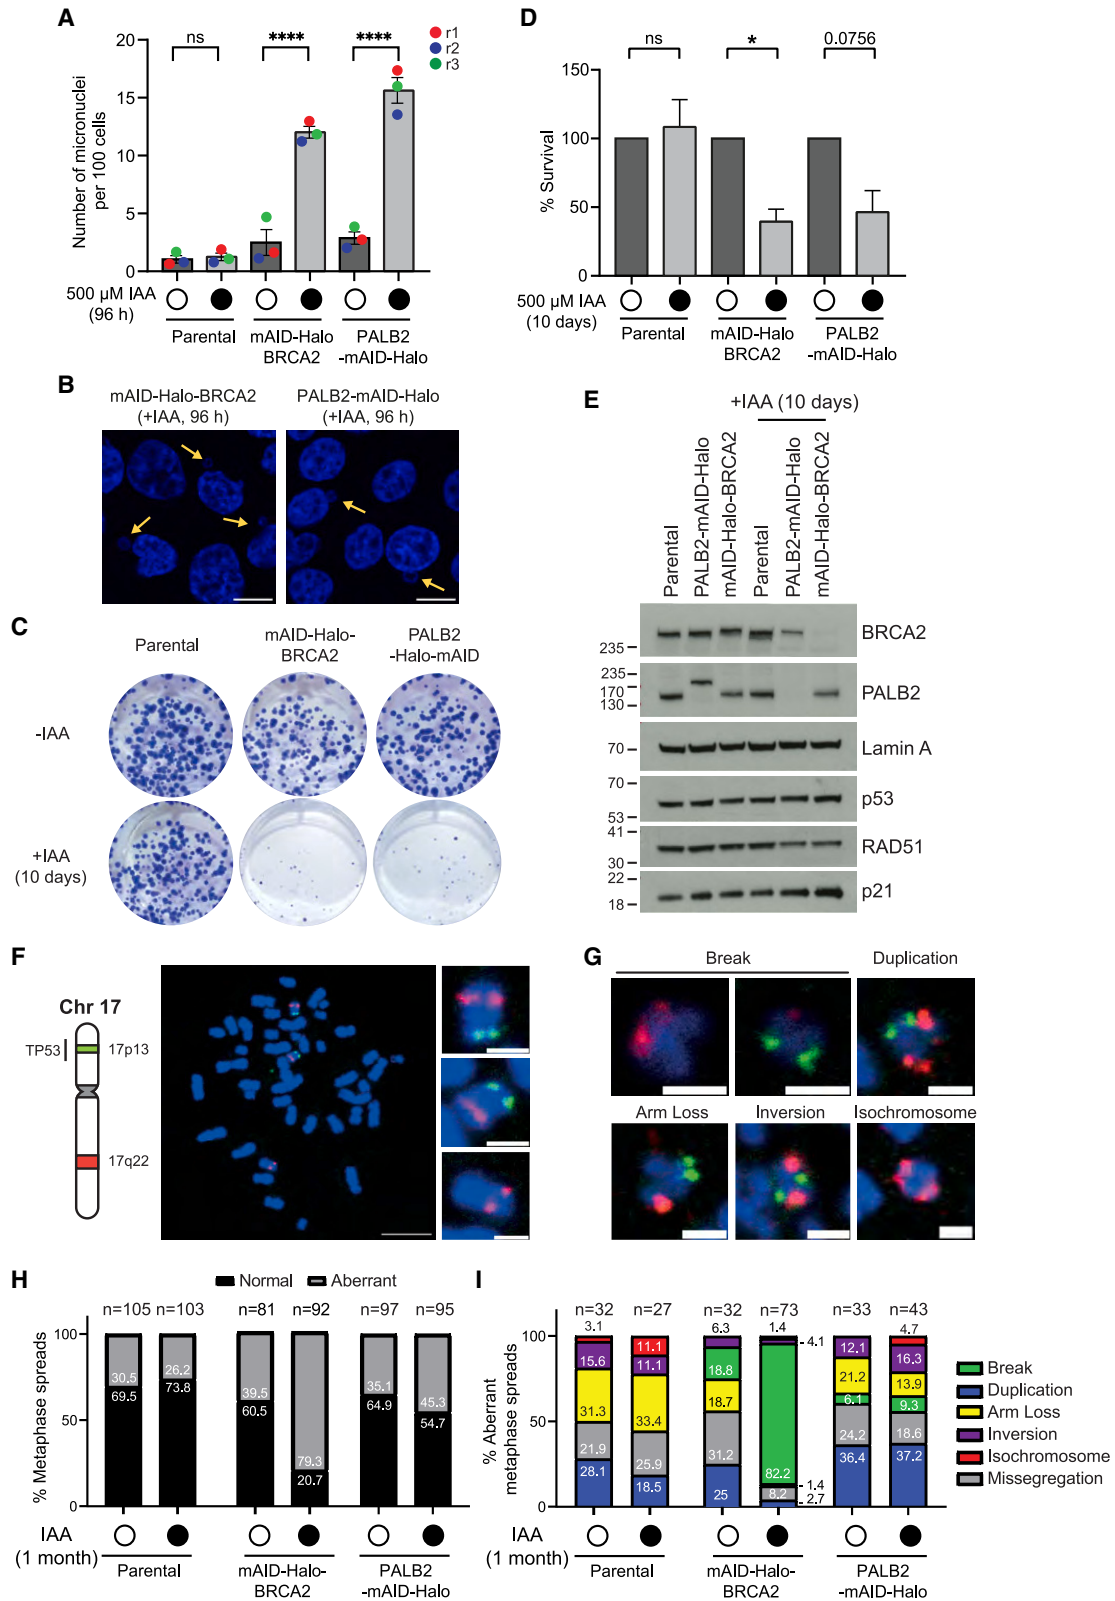 A
20
15
10
5
0
Number of micronuclei
per 100 cells
ns
****
****
r1
r2
r3
500 µM IAA
(96 h)
Parental
mAID-Halo
BRCA2
PALB2
-mAID-Halo
D
150
100
50
0
% Survival
ns
*
0.0756
500 µM IAA
(10 days)
Parental
mAID-Halo
BRCA2
PALB2
-mAID-Halo
B
mAID-Halo-BRCA2
(+IAA, 96 h)
PALB2-mAID-Halo
(+IAA, 96 h)
C
Parental
mAID-Halo-
BRCA2
PALB2
-Halo-mAID
-IAA
+IAA
(10 days)
E
+IAA (10 days)
Parental
PALB2-mAID-Halo
mAID-Halo-BRCA2
Parental
PALB2-mAID-Halo
mAID-Halo-BRCA2
235
BRCA2
235
170
130
PALB2
70
Lamin A
70
53
p53
41
30
RAD51
22
18
p21
F
Chr 17
TP53
17p13
17q22
G
Break
Duplication
Arm Loss
Inversion
Isochromosome
H
Normal
Aberrant
n=105
n=103
n=81
n=92
n=97
n=95
100
50
0
% Metaphase spreads
30.5
69.5
26.2
73.8
39.5
60.5
79.3
20.7
35.1
64.9
45.3
54.7
IAA
(1 month)
Parental
mAID-Halo-
BRCA2
PALB2
-mAID-Halo
I
n=32
n=27
n=32
n=73
n=33
n=43
100
50
0
% Aberrant
metaphase spreads
3.1
15.6
31.3
21.9
28.1
11.1
11.1
33.4
25.9
18.5
6.3
18.8
18.7
31.2
25
1.4
4.1
82.2
1.4
8.2
2.7
12.1
21.2
6.1
24.2
36.4
4.7
16.3
13.9
9.3
18.6
37.2
Break
Duplication
Arm Loss
Inversion
Isochromosome
Missegregation
IAA
(1 month)
Parental
mAID-Halo-
BRCA2
PALB2
-mAID-Halo